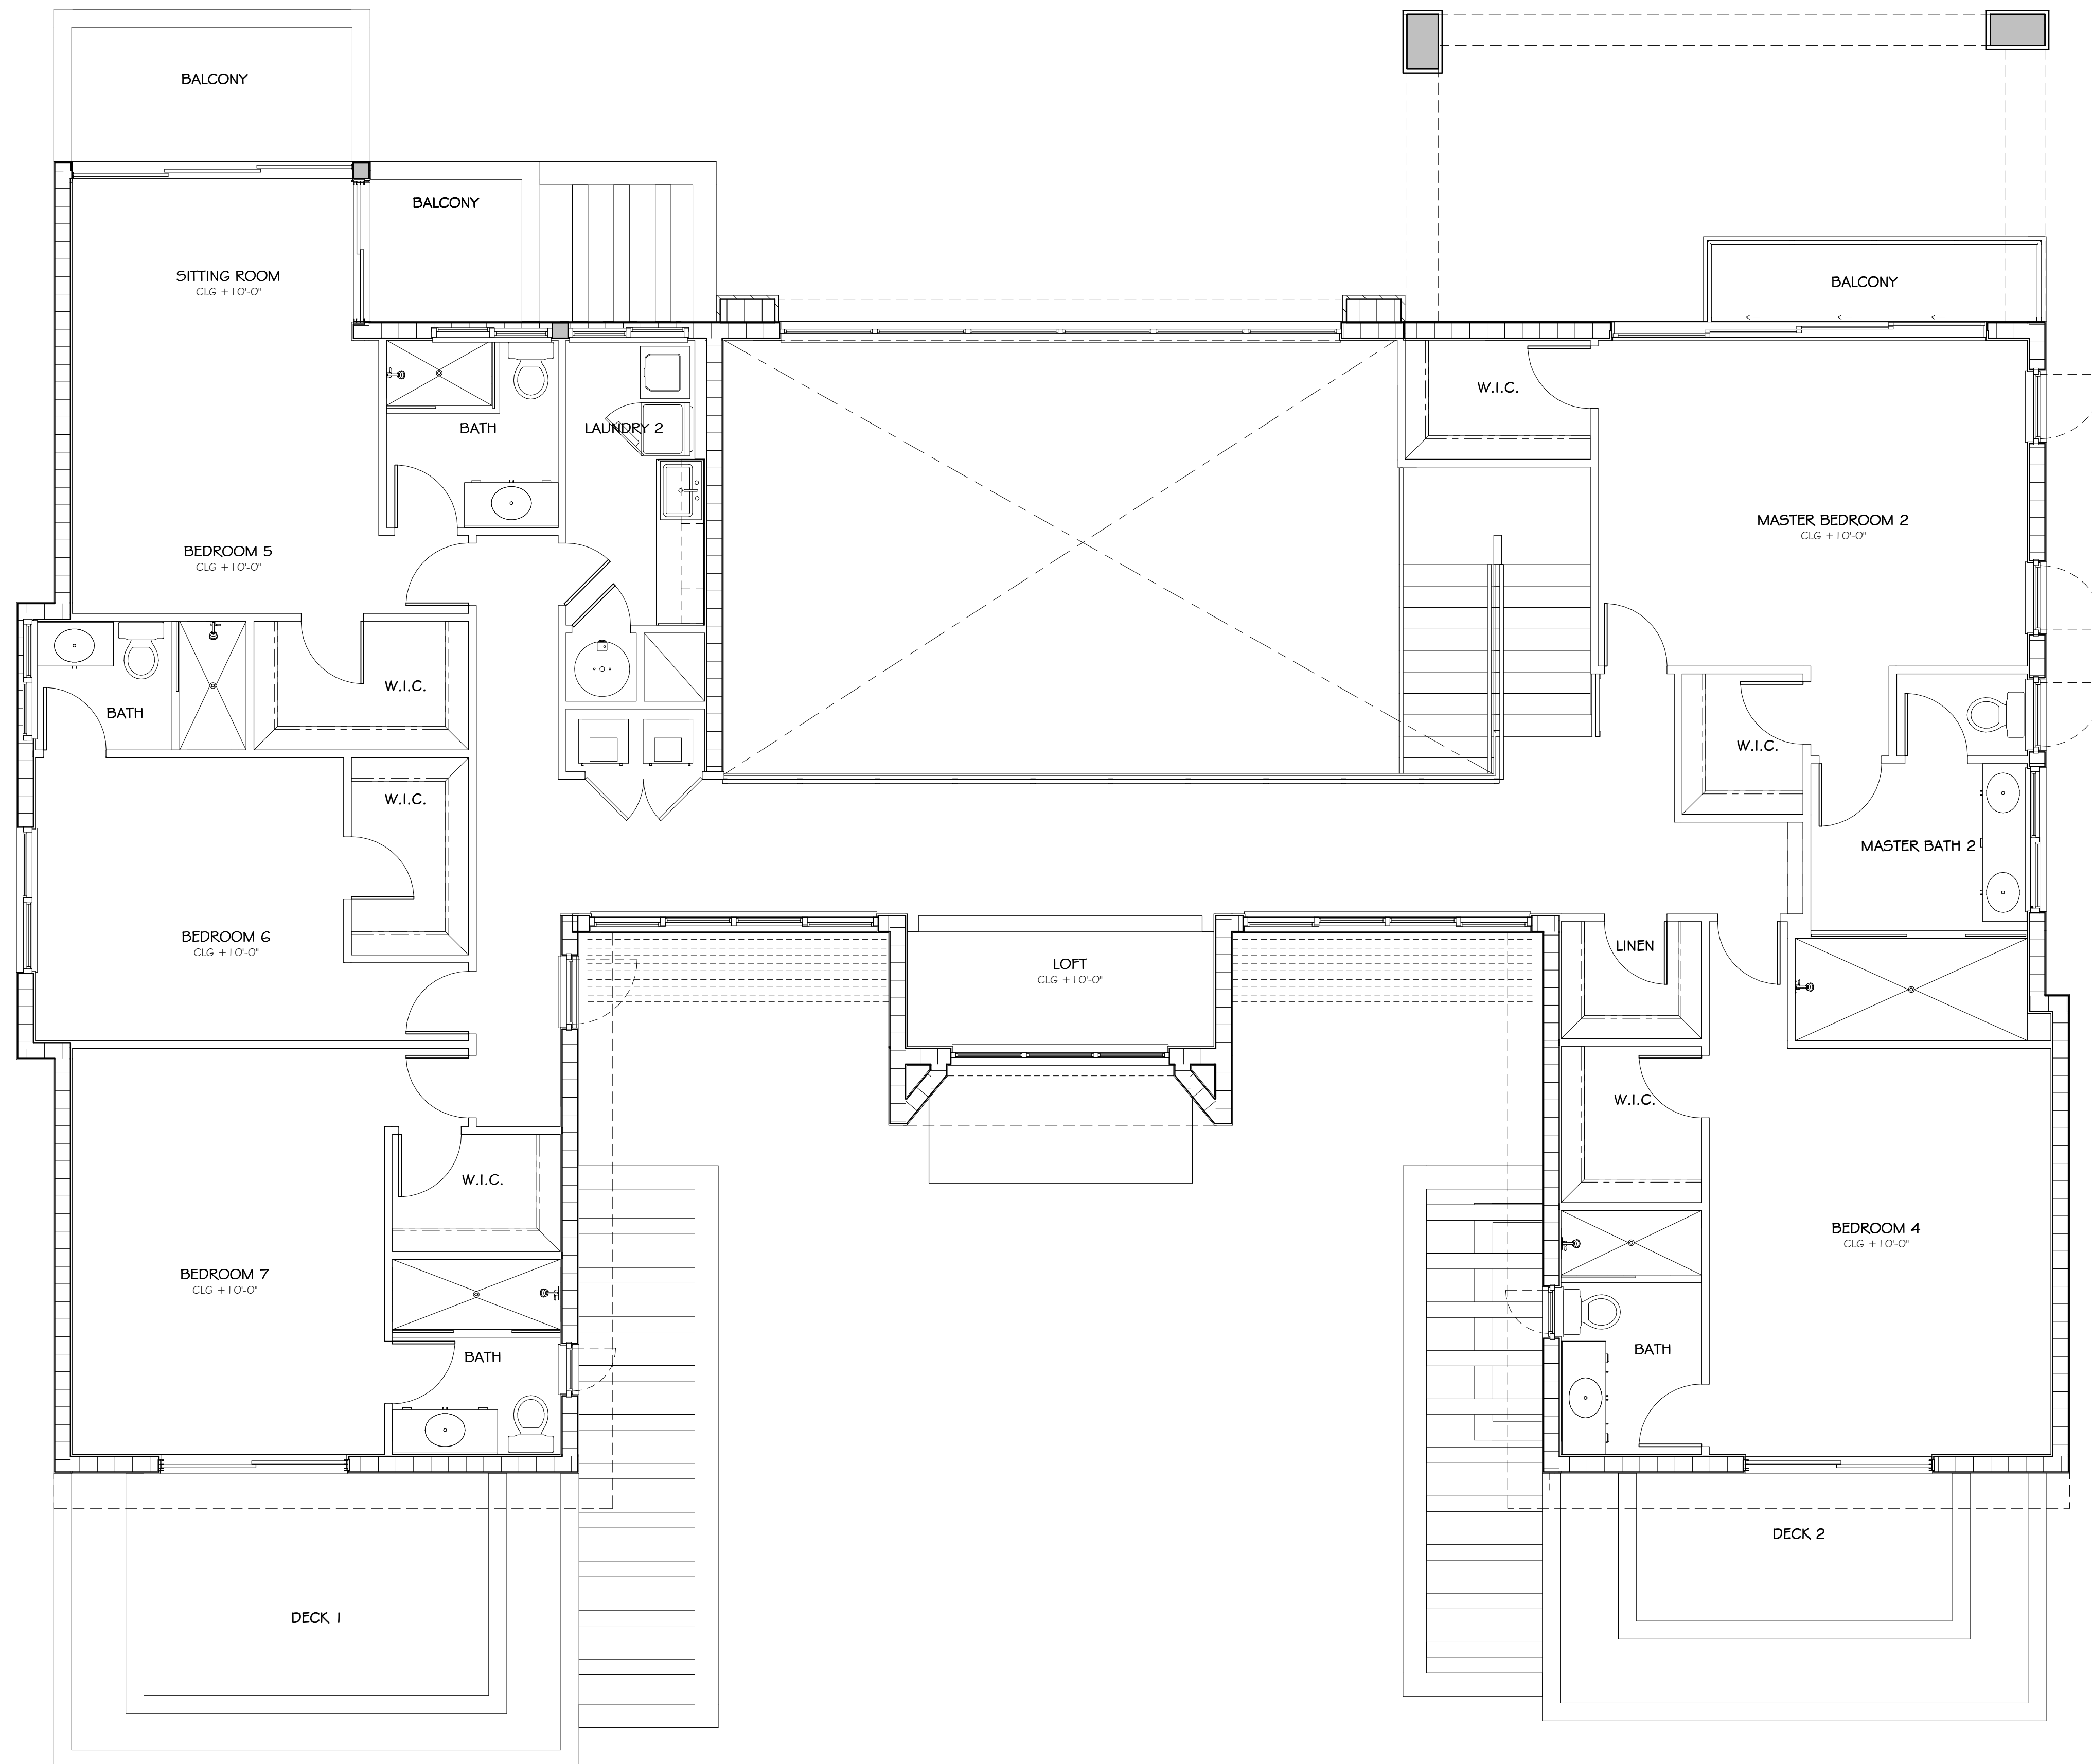 BALCONY
BALCONY
SITTING ROOM
CLG +10'-0"
BALCONY
W.I.C.
BATH
LAUNDRY 2
MASTER BEDROOM 2
CLG +10'-0"
BEDROOM 5
CLG +10'-0"
W.I.C.
BATH
W.I.C.
W.I.C.
MASTER BATH 2
BEDROOM 6
CLG +10'-0"
LINEN
LOFT
CLG +10'-0"
W.I.C.
W.I.C.
BEDROOM 4
CLG +10'-0"
BEDROOM 7
CLG +10'-0"
BATH
BATH
DECK 2
DECK 1